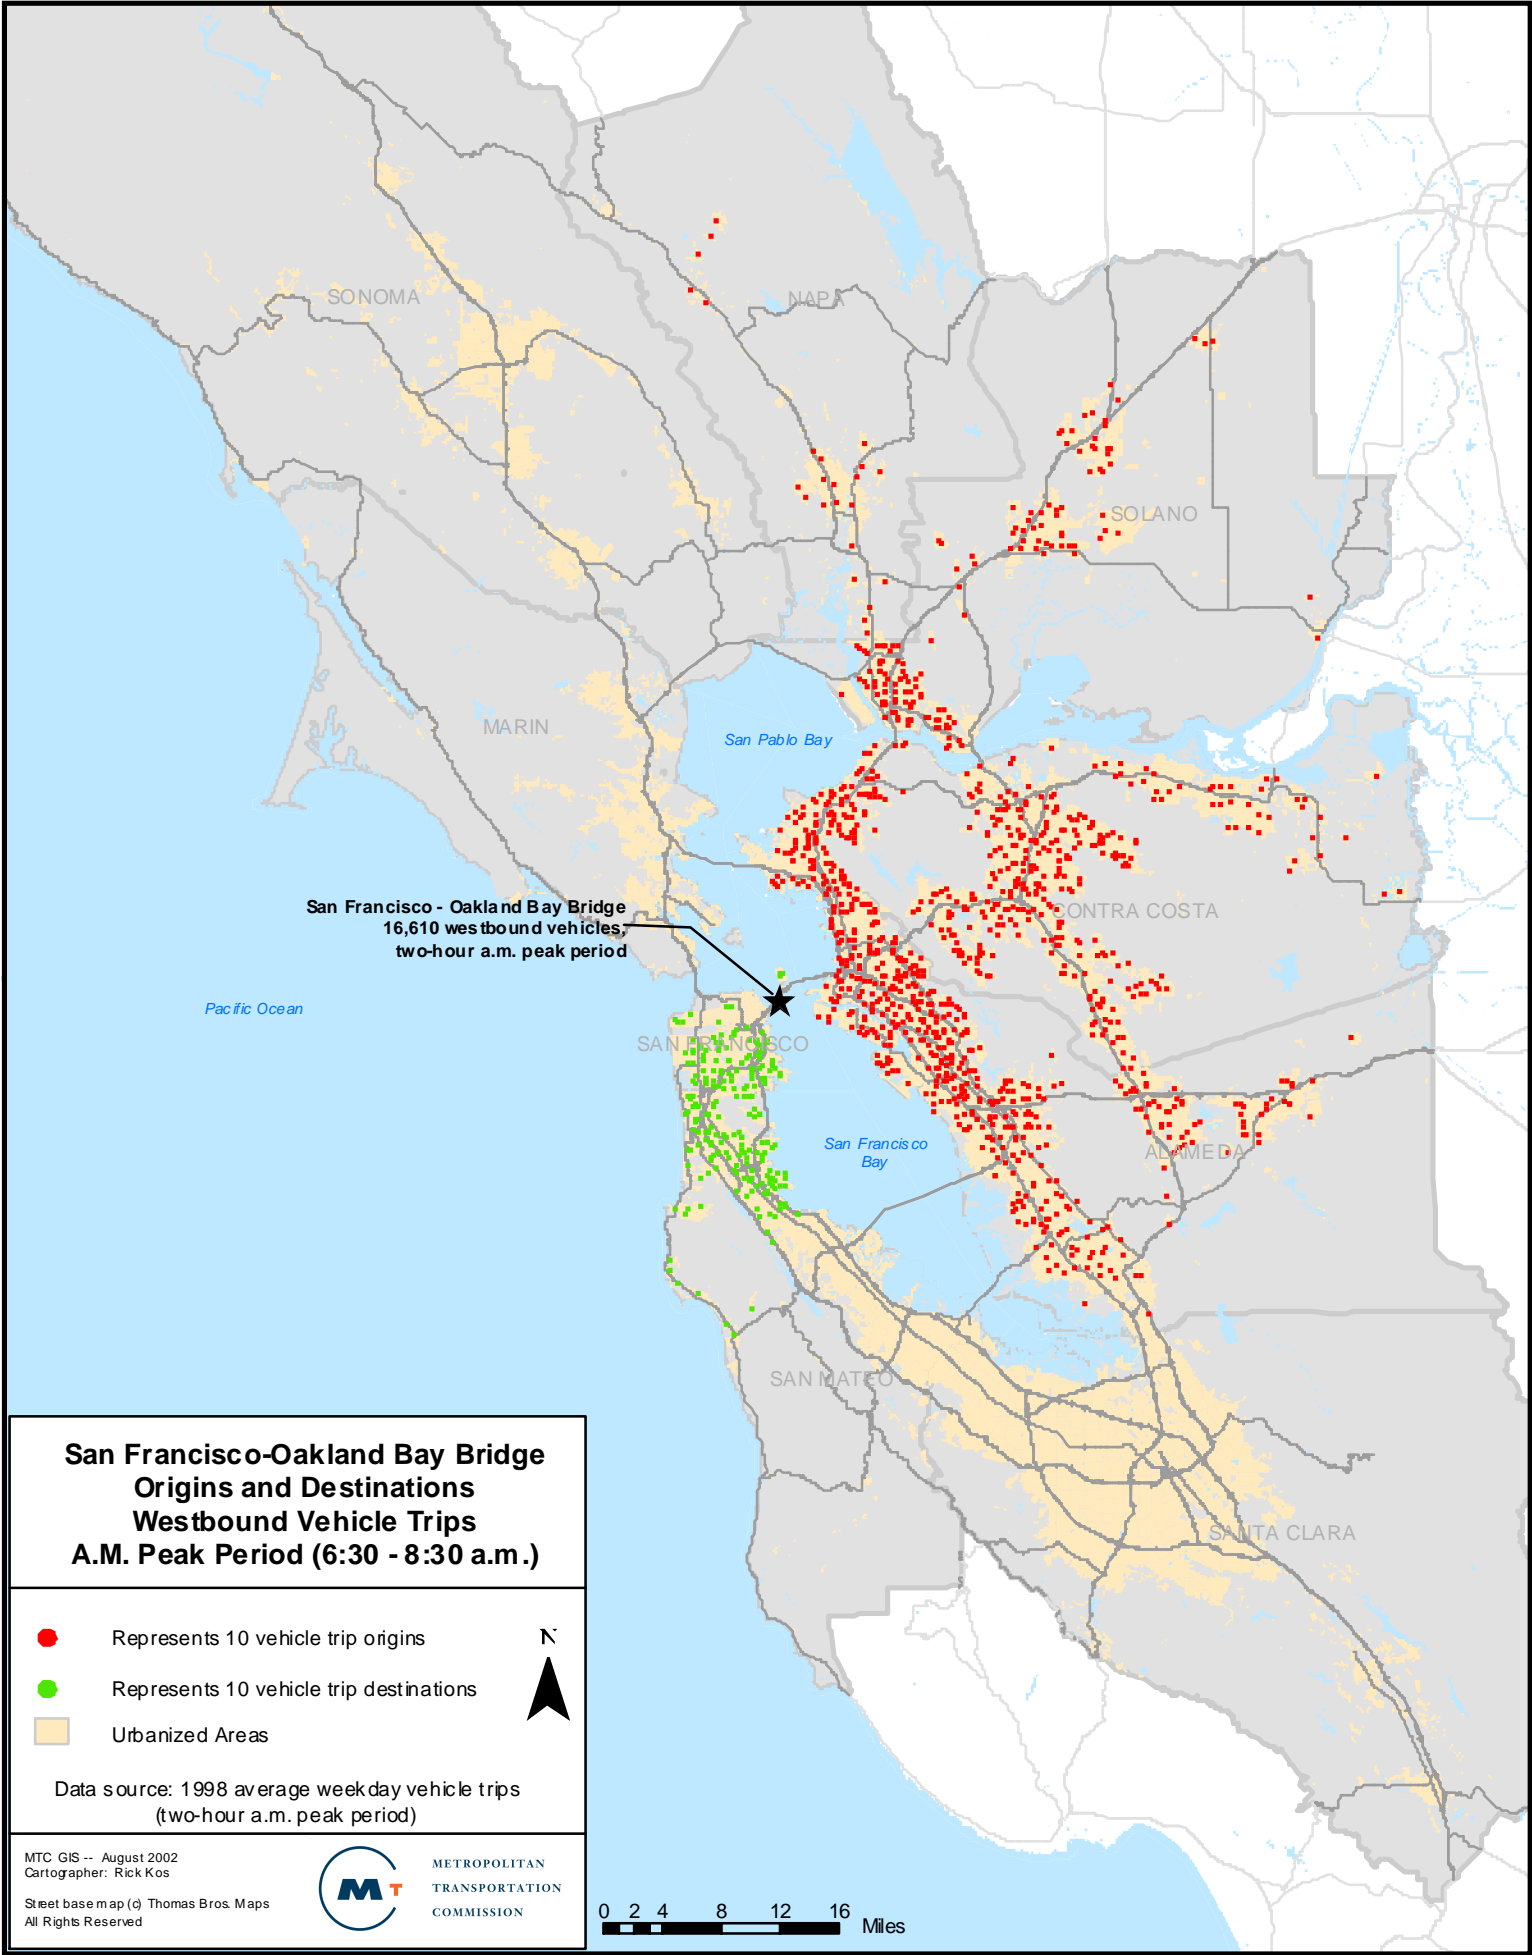 SONOMA
NAPA
SOLANO
MARIN
San Pablo Bay
San Francisco - Oakland Bay Bridge
16,610 westbound vehicles,
two-hour a.m. peak period
CONTRA COSTA
Pacific Ocean
SAN FRANCISCO
San Francisco
Bay
ALAMEDA
SAN MATEO
SANTA CLARA
San Francisco-Oakland Bay Bridge
Origins and Destinations
Westbound Vehicle Trips
A.M. Peak Period (6:30 - 8:30 a.m.)
Represents 10 vehicle trip origins
N
Represents 10 vehicle trip destinations
Urbanized Areas
Data source: 1998 average weekday vehicle trips
(two-hour a.m. peak period)
MTC GIS -- August 2002
Cartographer: Rick Kos
Street base map (c) Thomas Bros. Maps
All Rights Reserved
MT
METROPOLITAN
TRANSPORTATION
COMMISSION
0 2 4 8 12 16
Miles